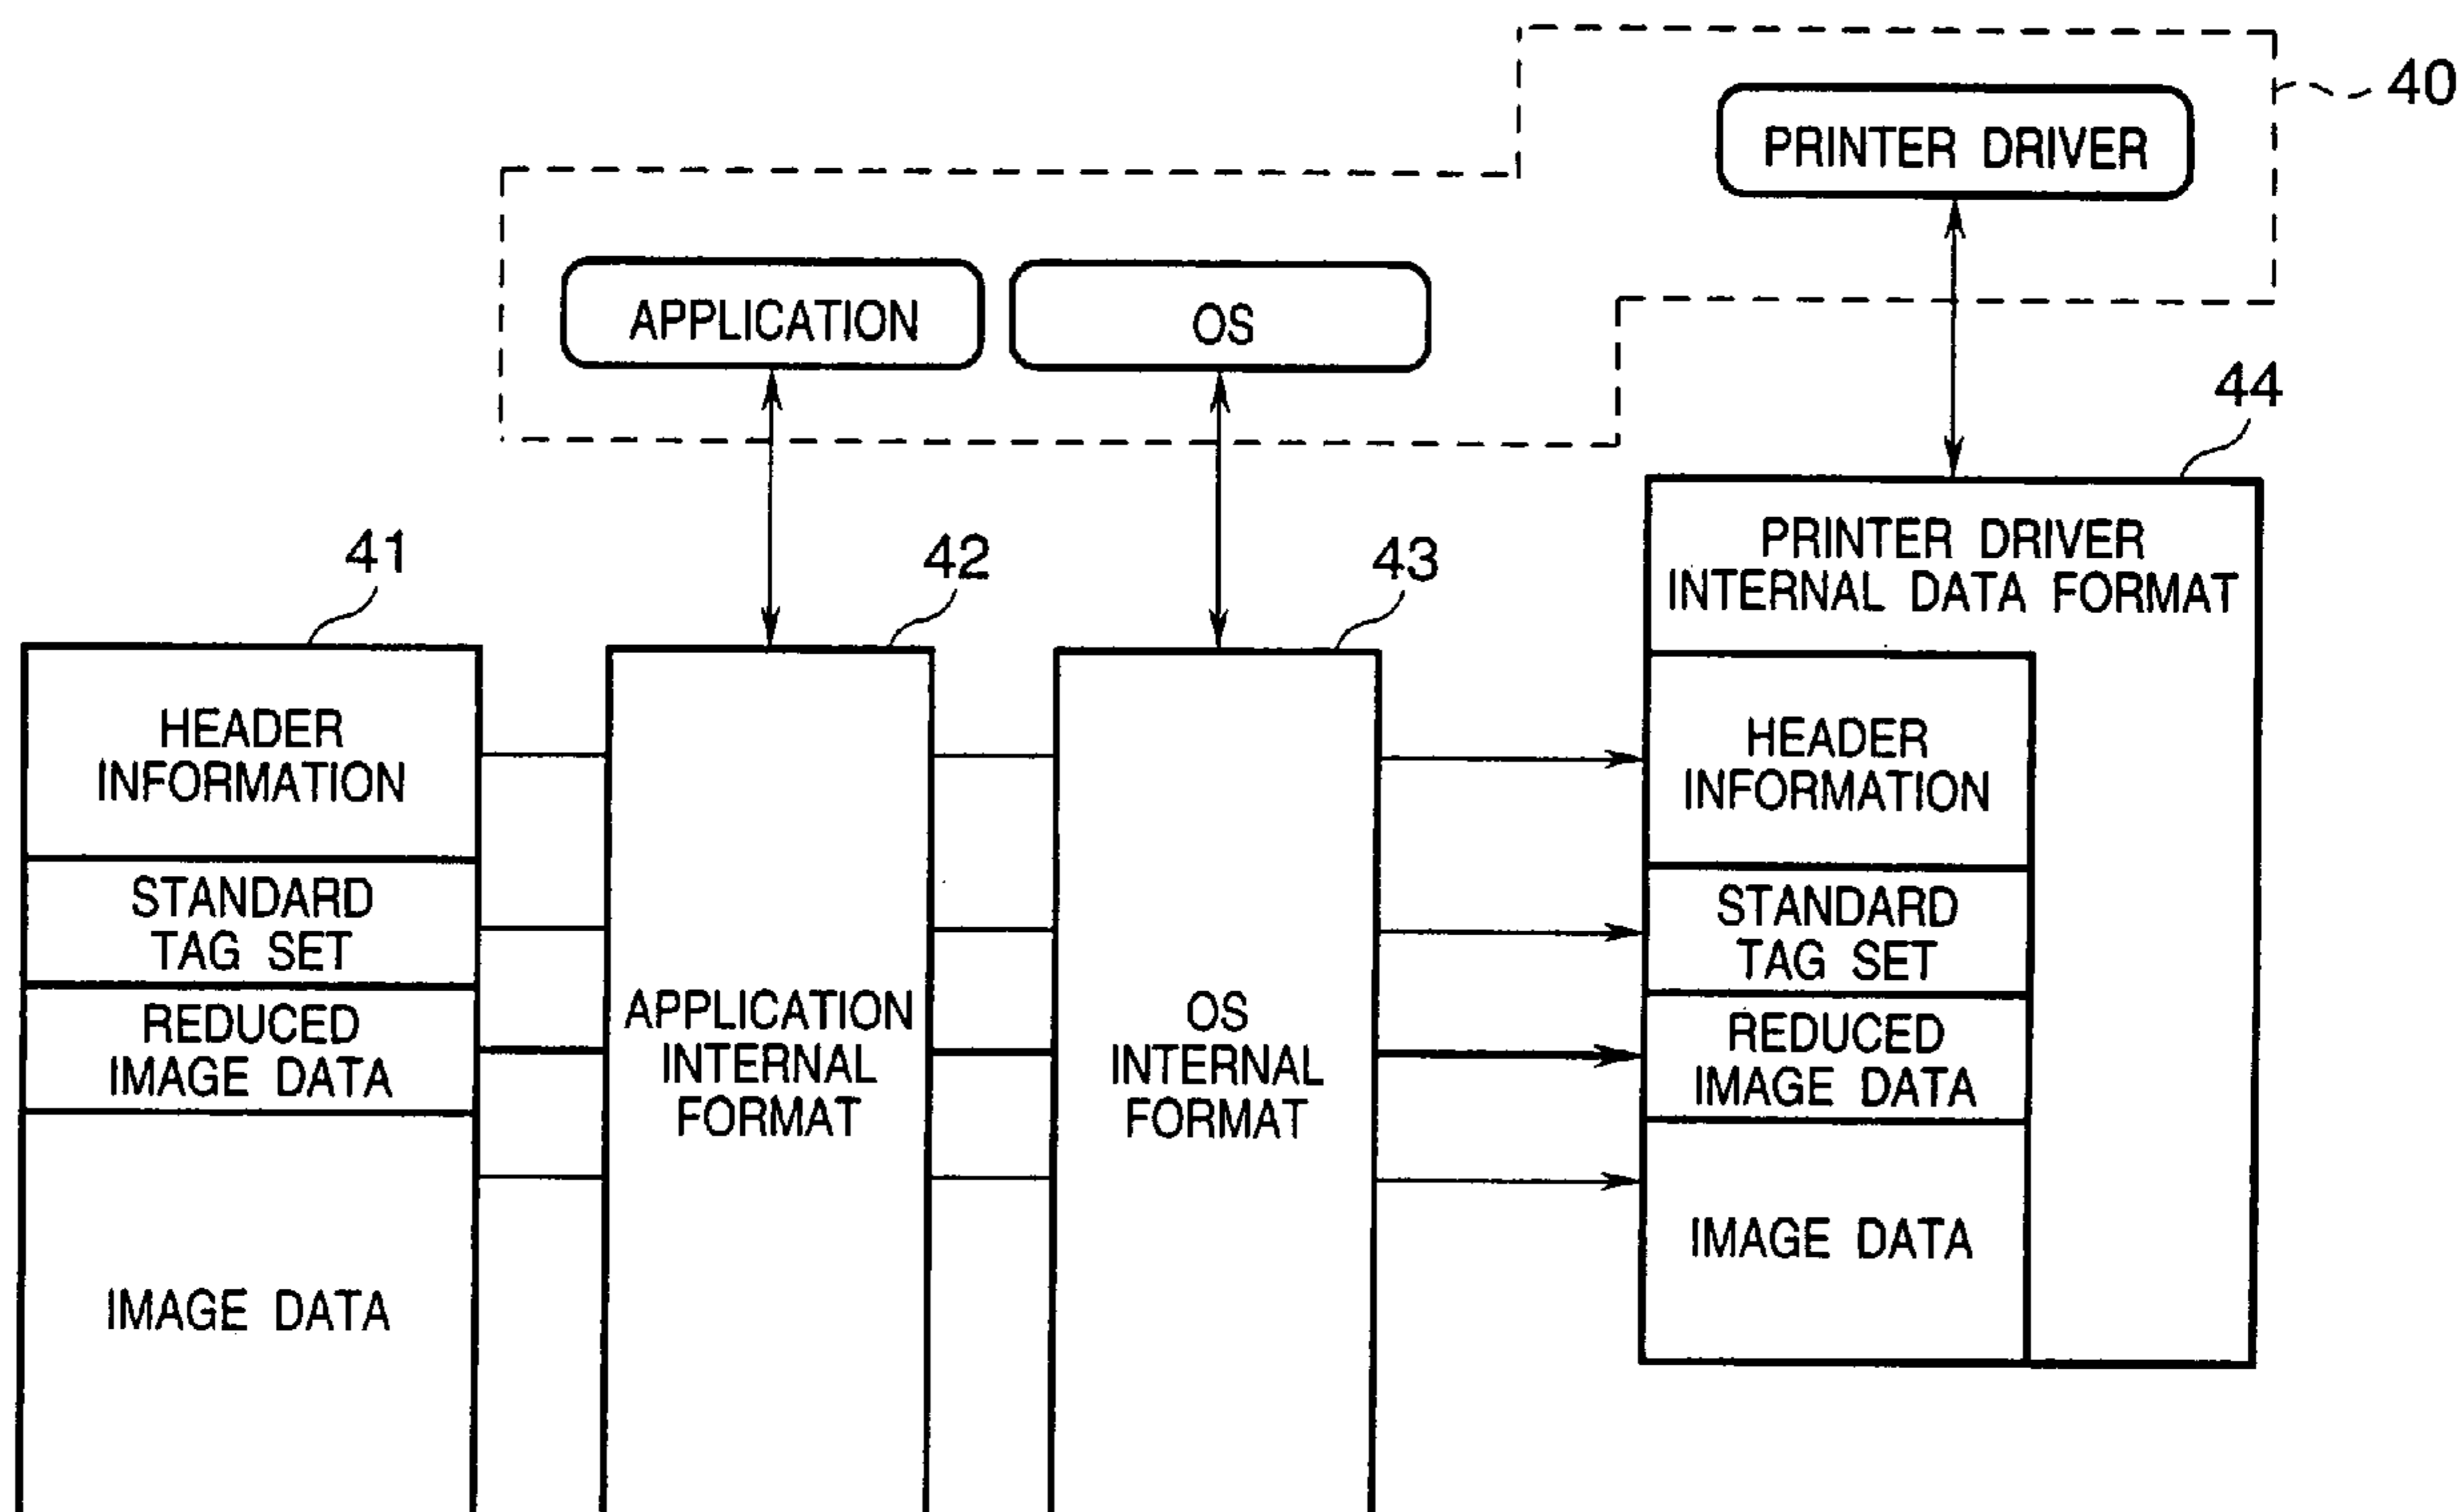 40
PRINTER DRIVER
APPLICATION
OS
44
41
42
43
PRINTER DRIVER
INTERNAL DATA FORMAT
HEADER
INFORMATION
STANDARD
TAG SET
REDUCED
IMAGE DATA
IMAGE DATA
APPLICATION
INTERNAL
FORMAT
OS
INTERNAL
FORMAT
HEADER
INFORMATION
STANDARD
TAG SET
REDUCED
IMAGE DATA
IMAGE DATA